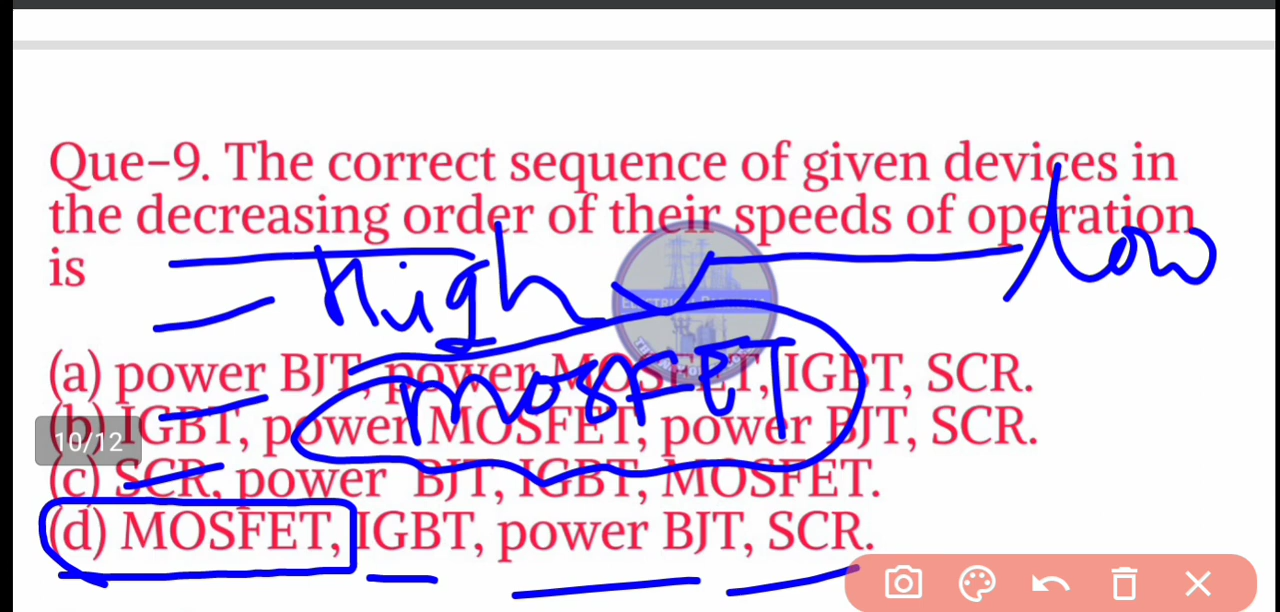 Que-9. The correct sequence of given devices in
the decreasing order of their speeds of operation
is
High
low
(a) power BJT, power MOSFET, IGBT, SCR.
MOSFET
(b) IGBT, power MOSFET, power BJT, SCR.
10/12
(c) SCR, power BJT, IGBT, MOSFET.
(d) MOSFET, IGBT, power BJT, SCR.